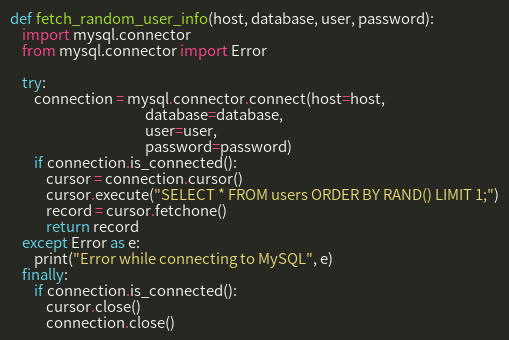 def fetch_random_user_info(host, database, user, password):
    import mysql.connector
    from mysql.connector import Error

    try:
        connection = mysql.connector.connect(host=host,
                                             database=database,
                                             user=user,
                                             password=password)
        if connection.is_connected():
            cursor = connection.cursor()
            cursor.execute("SELECT * FROM users ORDER BY RAND() LIMIT 1;")
            record = cursor.fetchone()
            return record
    except Error as e:
        print("Error while connecting to MySQL", e)
    finally:
        if connection.is_connected():
            cursor.close()
            connection.close()